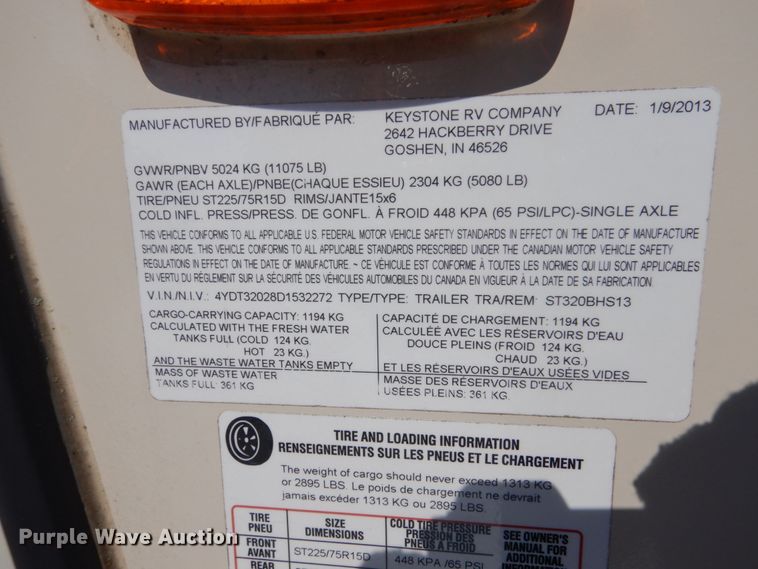 MANUFACTURED BY/FABRIQUÉ PAR: KEYSTONE RV COMPANY DATE: 1/9/2013
2642 HACKBERRY DRIVE
GOSHEN, IN 46526
GVWR/PNBV 5024 KG (11075 LB)
GAWR (EACH AXLE)/PNBE(CHAQUE ESSIEU) 2304 KG (5080 LB)
TIRE/PNEU ST225/75R15D RIMS/JANTE15x6
COLD INFL. PRESS/PRESS. DE GONFL. À FROID 448 KPA (65 PSI/LPC)-SINGLE AXLE
THIS VEHICLE CONFORMS TO ALL APPLICABLE U.S. FEDERAL MOTOR VEHICLE SAFETY STANDARDS IN EFFECT ON THE DATE OF MANUFACTURE
SHOWN ABOVE. THIS VEHICLE CONFORMS TO ALL APPLICABLE STANDARDS PRESCRIBED UNDER THE CANADIAN MOTOR VEHICLE SAFETY
REGULATIONS IN EFFECT ON THE DATE OF MANUFACTURE. ~ CE VÉHICULE EST CONFORME À TOUTES LES NORMES QUI LUI SONT APPLICABLES
EN VERTU DU RÈGLEMENT SUR LA SÉCURITÉ DES VÉHICULES AUTOMOBILES DU CANADA EN VIGUEUR À LA DATE DE SA FABRICATION.
V.I.N./N.I.V.: 4YDT32028D1532272 TYPE/TYPE: TRAILER TRA/REM: ST320BHS13
CARGO-CARRYING CAPACITY: 1194 KG
CALCULATED WITH THE FRESH WATER
TANKS FULL (COLD 124 KG.
HOT 23 KG.)
AND THE WASTE WATER TANKS EMPTY
MASS OF WASTE WATER
TANKS FULL: 361 KG
CAPACITÉ DE CHARGEMENT: 1194 KG
CALCULÉE AVEC LES RÉSERVOIRS D'EAU
DOUCE PLEINS (FROID 124 KG.
CHAUD 23 KG.)
ET LES RÉSERVOIRS D'EAUX USÉES VIDES
MASSE DES RÉSERVOIRS D'EAUX
USÉES PLEINS: 361 KG.
TIRE AND LOADING INFORMATION
RENSEIGNEMENTS SUR LES PNEUS ET LE CHARGEMENT
The weight of cargo should never exceed 1313 KG
or 2895 LBS. Le poids de chargement ne devrait
jamais excéder 1313 KG ou 2895 LBS.
TIRE
PNEU
SIZE
DIMENSIONS
COLD TIRE PRESSURE
PRESSION DES
PNEUS À FROID
SEE OWNER'S
MANUAL FOR
ADDITIONAL
FRONT
AVANT
ST225/75R15D
448 KPA /65 PSI
REAR
Purple Wave Auction